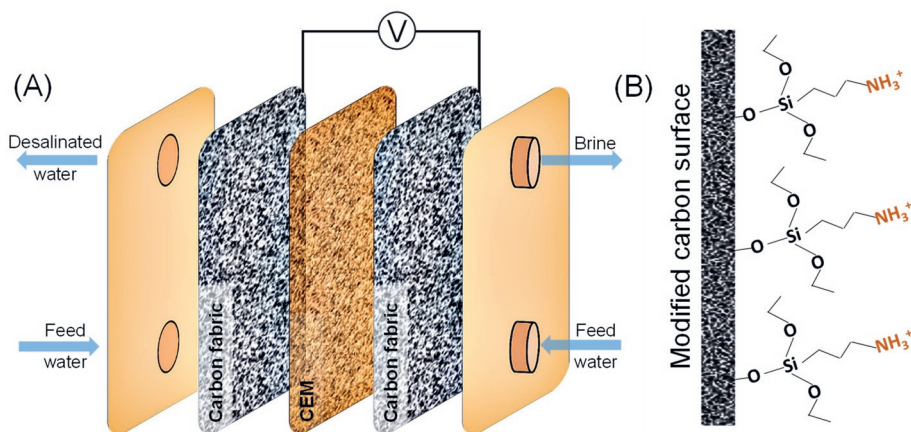 V
(A)
Desalinated
water
Feed
water
Carbon fabric
CEM
Carbon fabric
Brine
Feed
water
(B)
Modified carbon surface
O
Si
NH₃⁺
O
O
O
Si
NH₃⁺
O
O
O
Si
NH₃⁺
O
O